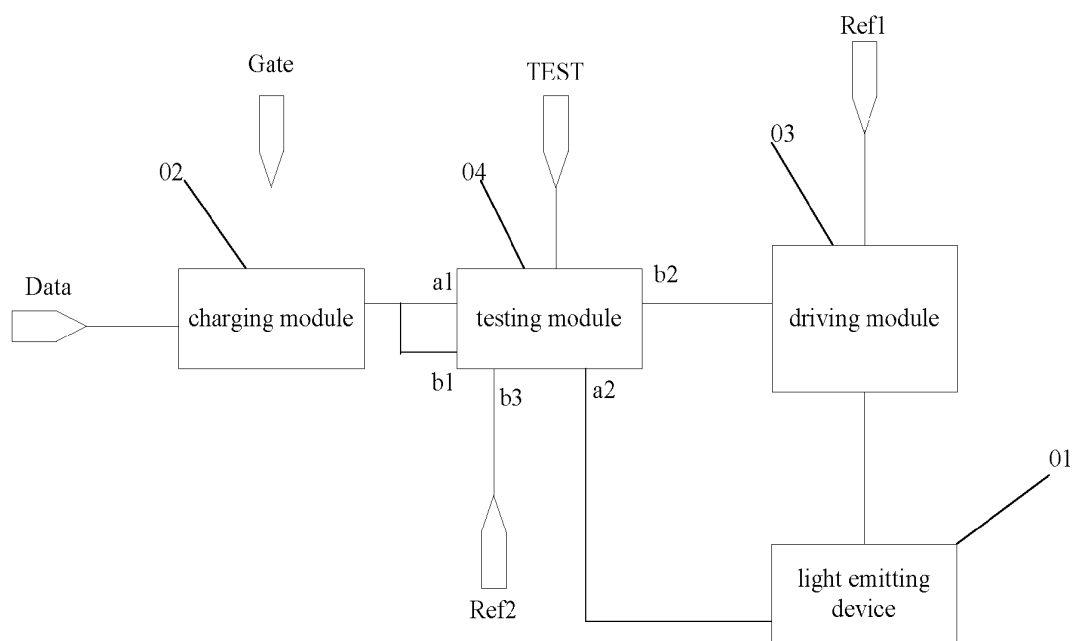 Ref1
Gate
TEST
03
02
04
Data
a1
b2
charging module
testing module
driving module
b1
b3
a2
01
light emitting
device
Ref2